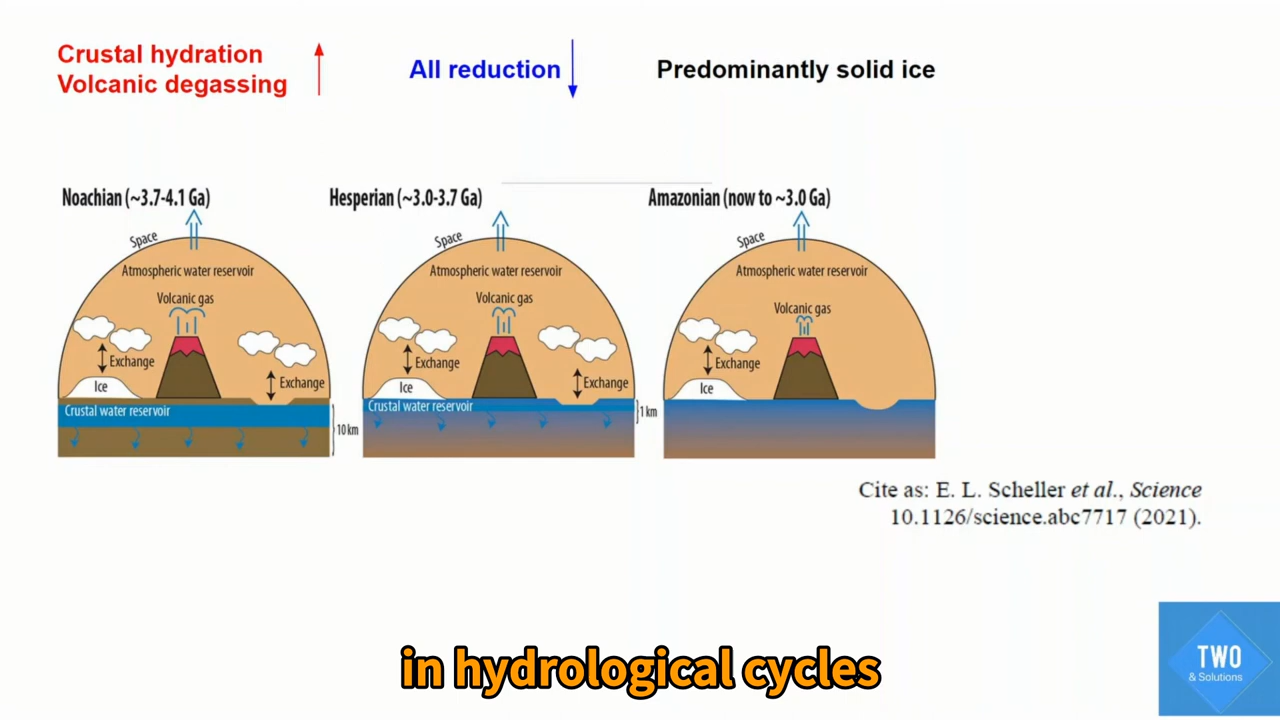 Crustal hydration
Volcanic degassing
All reduction
Predominantly solid ice
Noachian (~3.7-4.1 Ga)
Space
Atmospheric water reservoir
Volcanic gas
Exchange
Ice
Exchange
Crustal water reservoir
10 km
Hesperian (~3.0-3.7 Ga)
Space
Atmospheric water reservoir
Volcanic gas
Exchange
Ice
Exchange
Crustal water reservoir
1 km
Amazonian (now to ~3.0 Ga)
Space
Atmospheric water reservoir
Volcanic gas
Exchange
Ice
Cite as: E. L. Scheller et al., Science
10.1126/science.abc7717 (2021).
in hydrological cycles
TWO
& Solutions